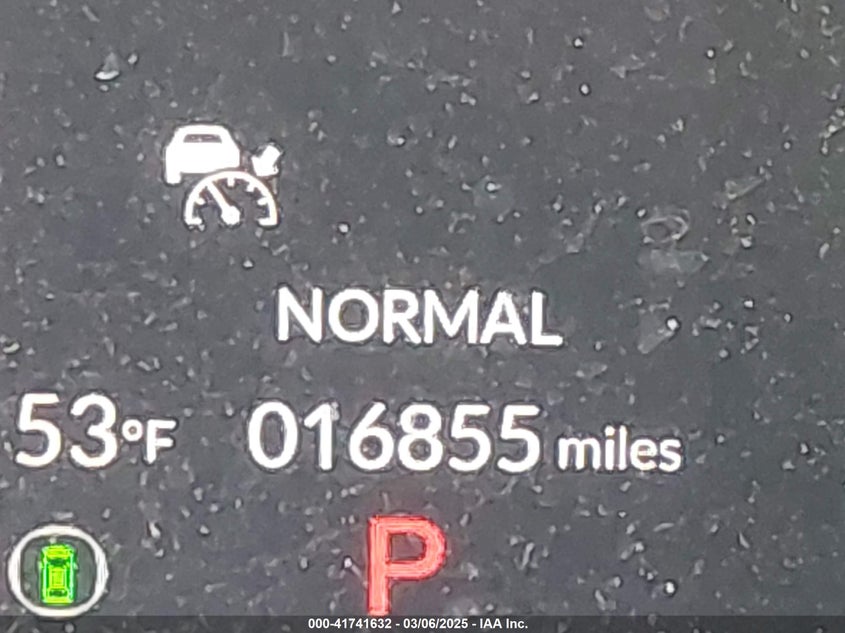 NORMAL
53°F 016855 miles
P
000-41741632 - 03/06/2025 - IAA Inc.